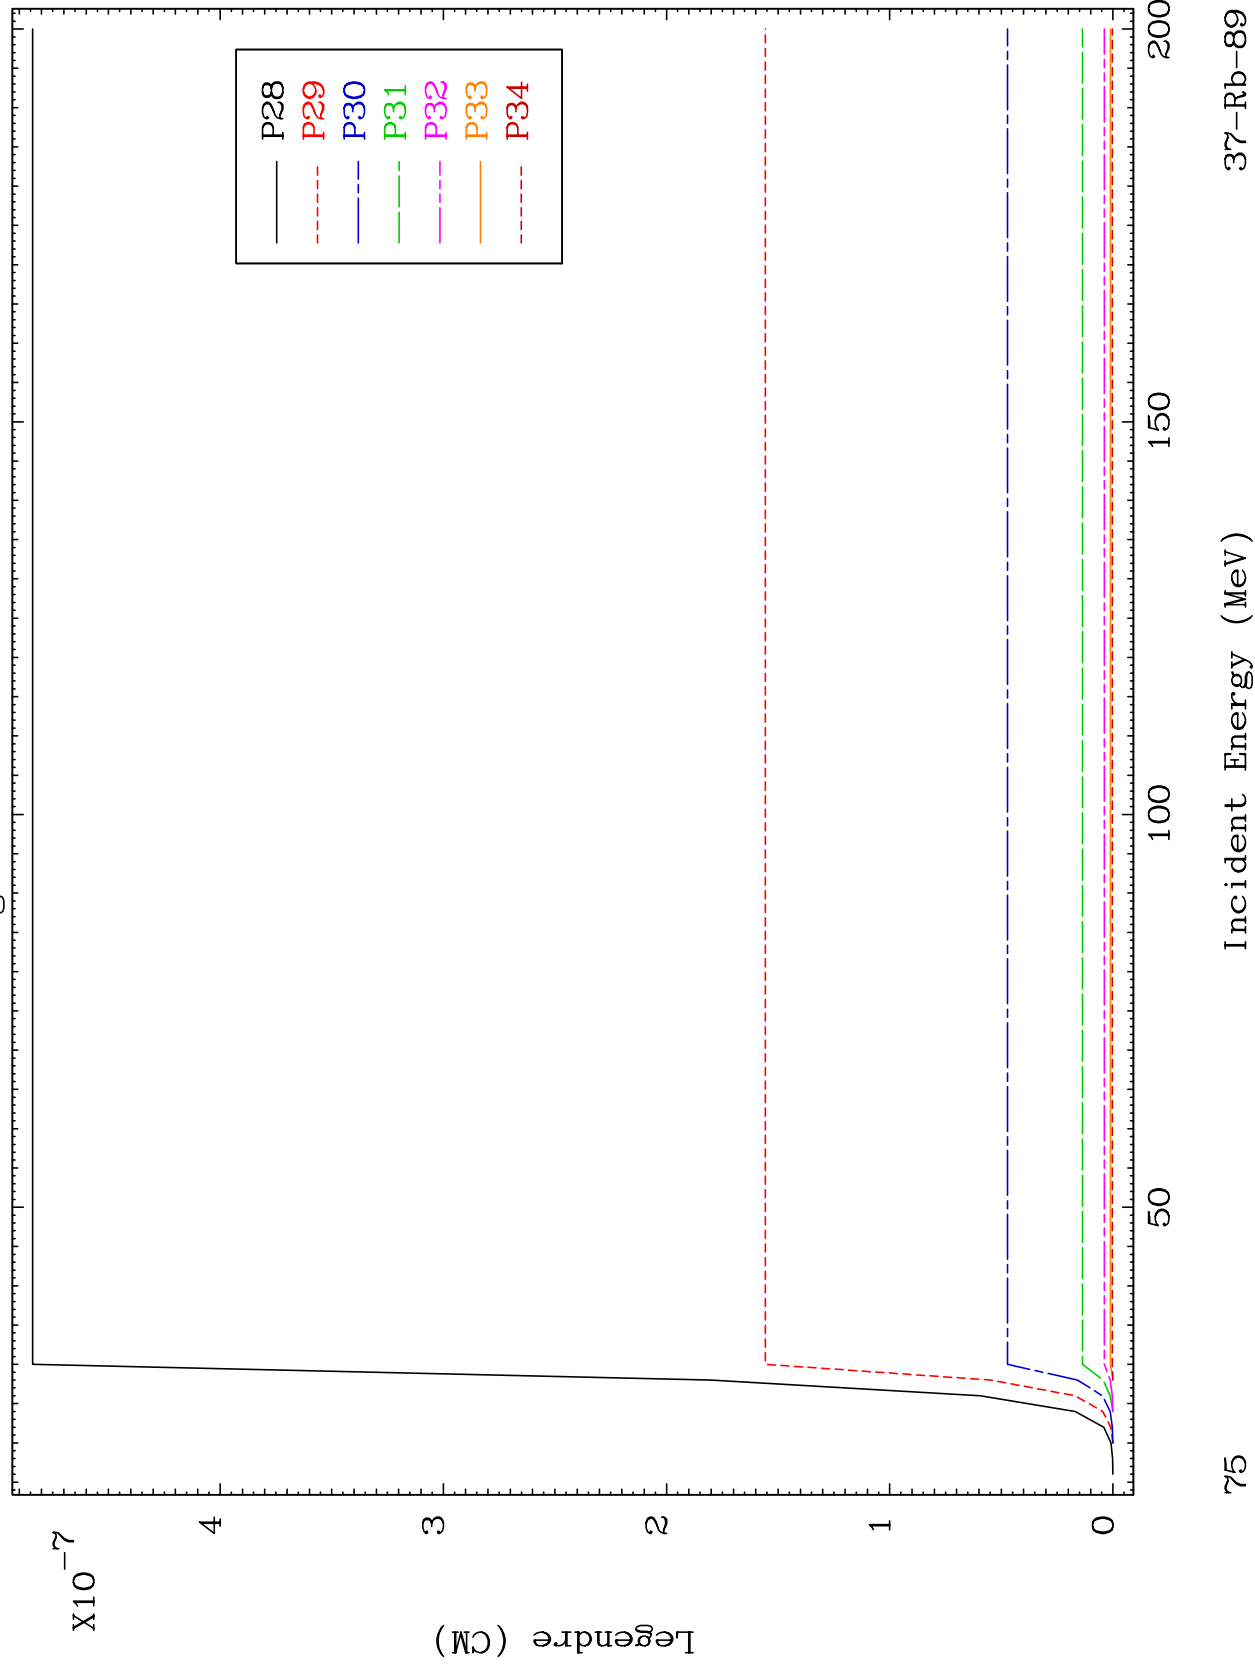 X10-7
4
3
2
1
0
Legendre (CM)
P28
P29
P30
P31
P32
P33
P34
50
100
150
200
Incident Energy (MeV)
75
37-Rb-89